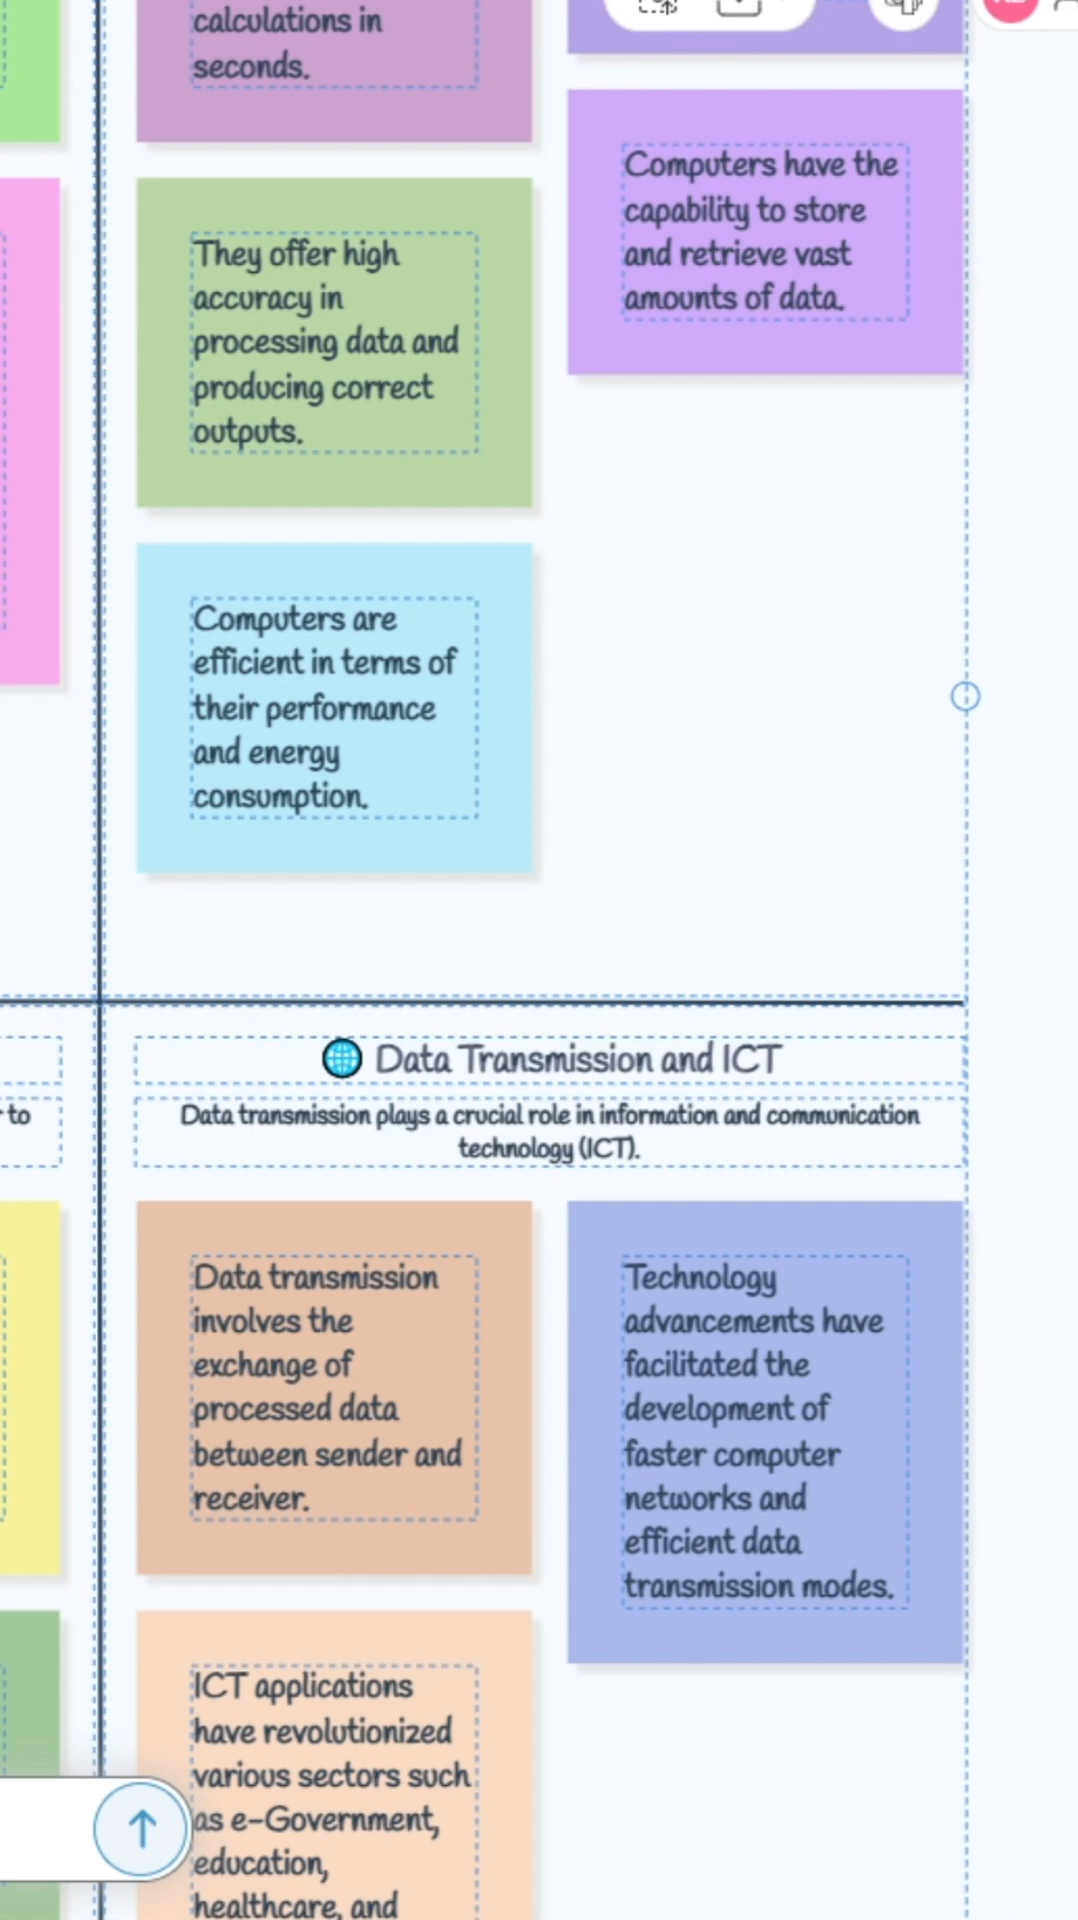 calculations in
seconds.
They offer high
accuracy in
processing data and
producing correct
outputs.
Computers are
efficient in terms of
their performance
and energy
consumption.
Computers have the
capability to store
and retrieve vast
amounts of data.
to
Data Transmission and ICT
Data transmission plays a crucial role in information and communication
technology (ICT).
Data transmission
involves the
exchange of
processed data
between sender and
receiver.
ICT applications
have revolutionized
various sectors such
as e-Government,
education,
healthcare, and
Technology
advancements have
facilitated the
development of
faster computer
networks and
efficient data
transmission modes.